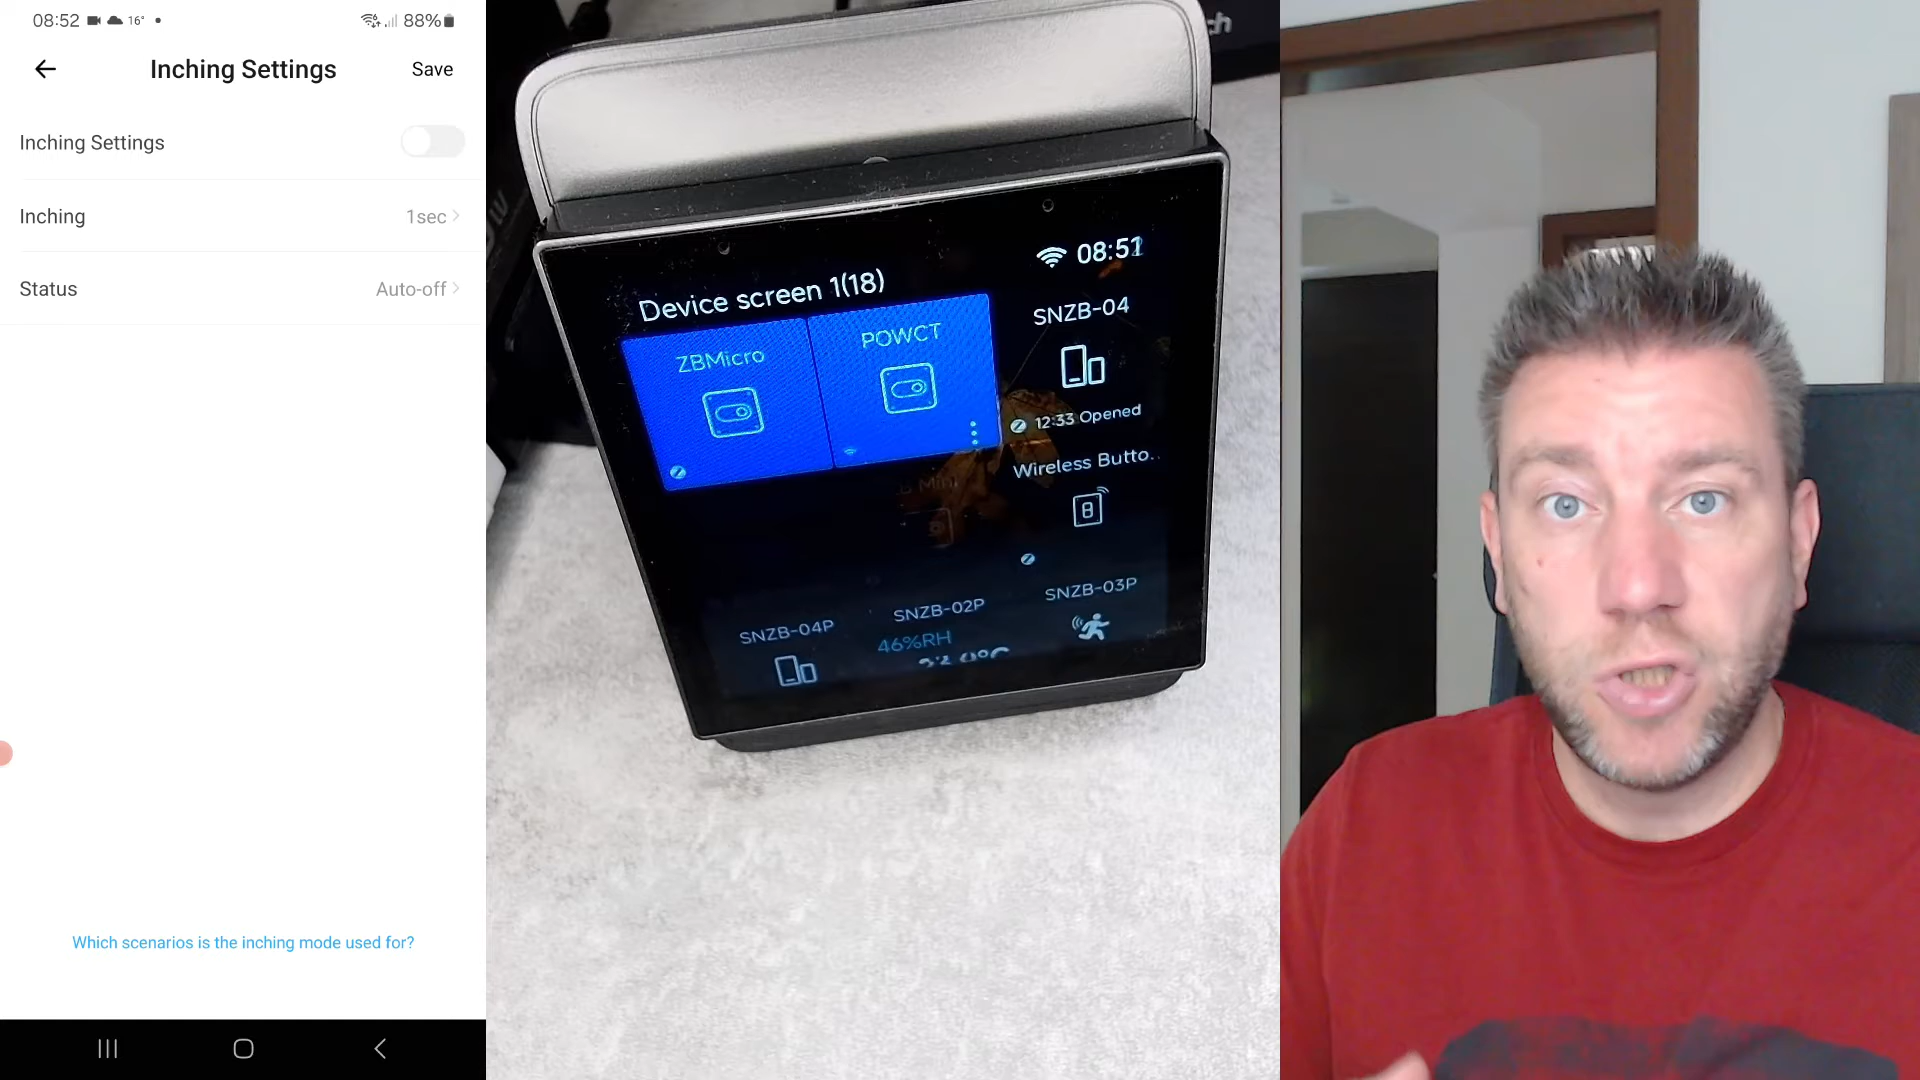 08:52 16° 88%
Inching Settings Save
Inching Settings
Inching 1sec
Status Auto-off
Which scenarios is the inching mode used for?
Device screen 1(18) 08:51
ZBMicro POWCT SNZB-04
12:33 Opened
Wireless Butto..
SNZB-04P SNZB-02P SNZB-03P
46%RH